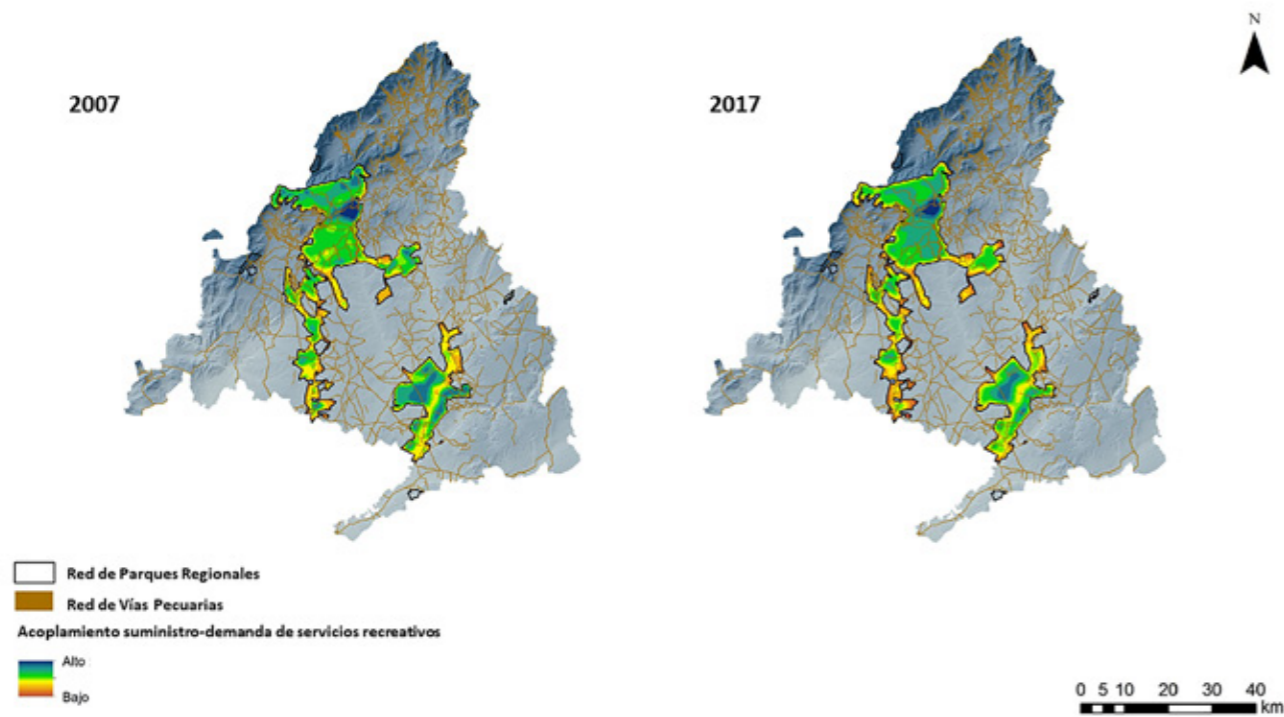 N
2007
2017
Red de Parques Regionales
Red de Vías Pecuarias
Acoplamiento suministro-demanda de servicios recreativos
Alto
Bajo
0 5 10 20 30 40
km